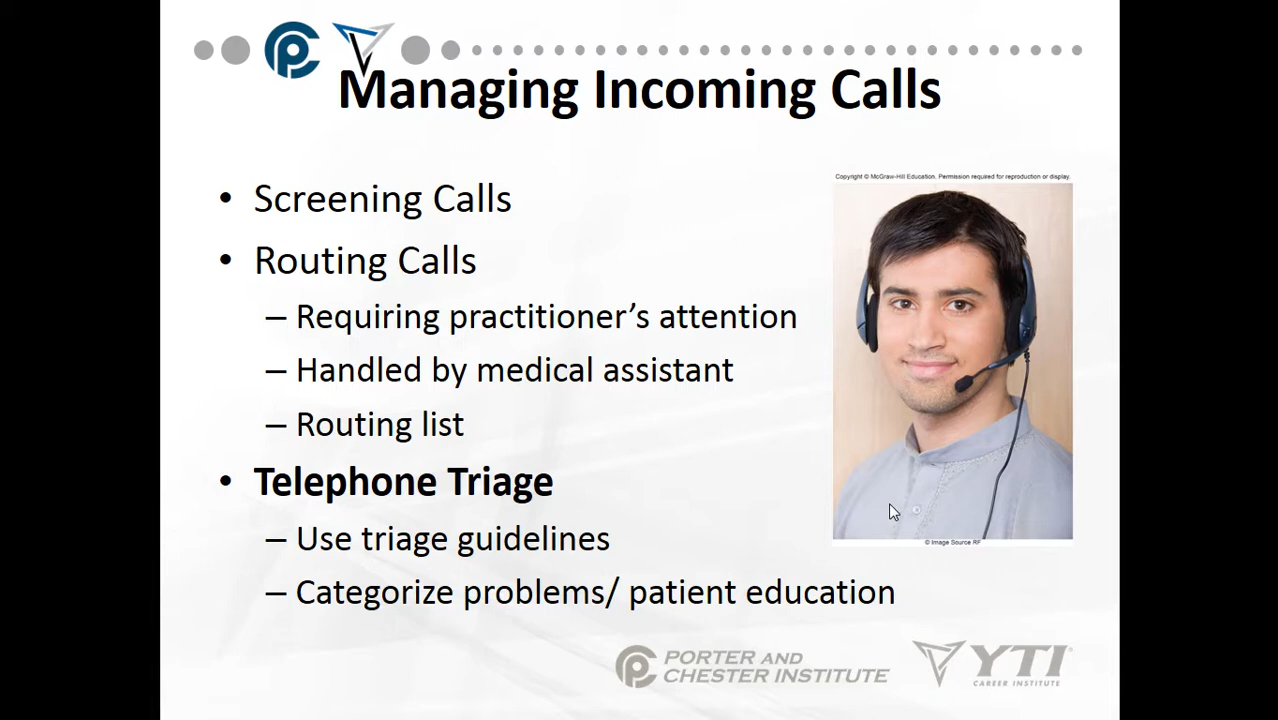 Managing Incoming Calls
• Screening Calls
• Routing Calls
– Requiring practitioner's attention
– Handled by medical assistant
– Routing list
• Telephone Triage
– Use triage guidelines
– Categorize problems/ patient education
Copyright © McGraw-Hill Education. Permission required for reproduction or display.
© Image Source RF
PORTER AND
CHESTER INSTITUTE
YTI
CAREER INSTITUTE